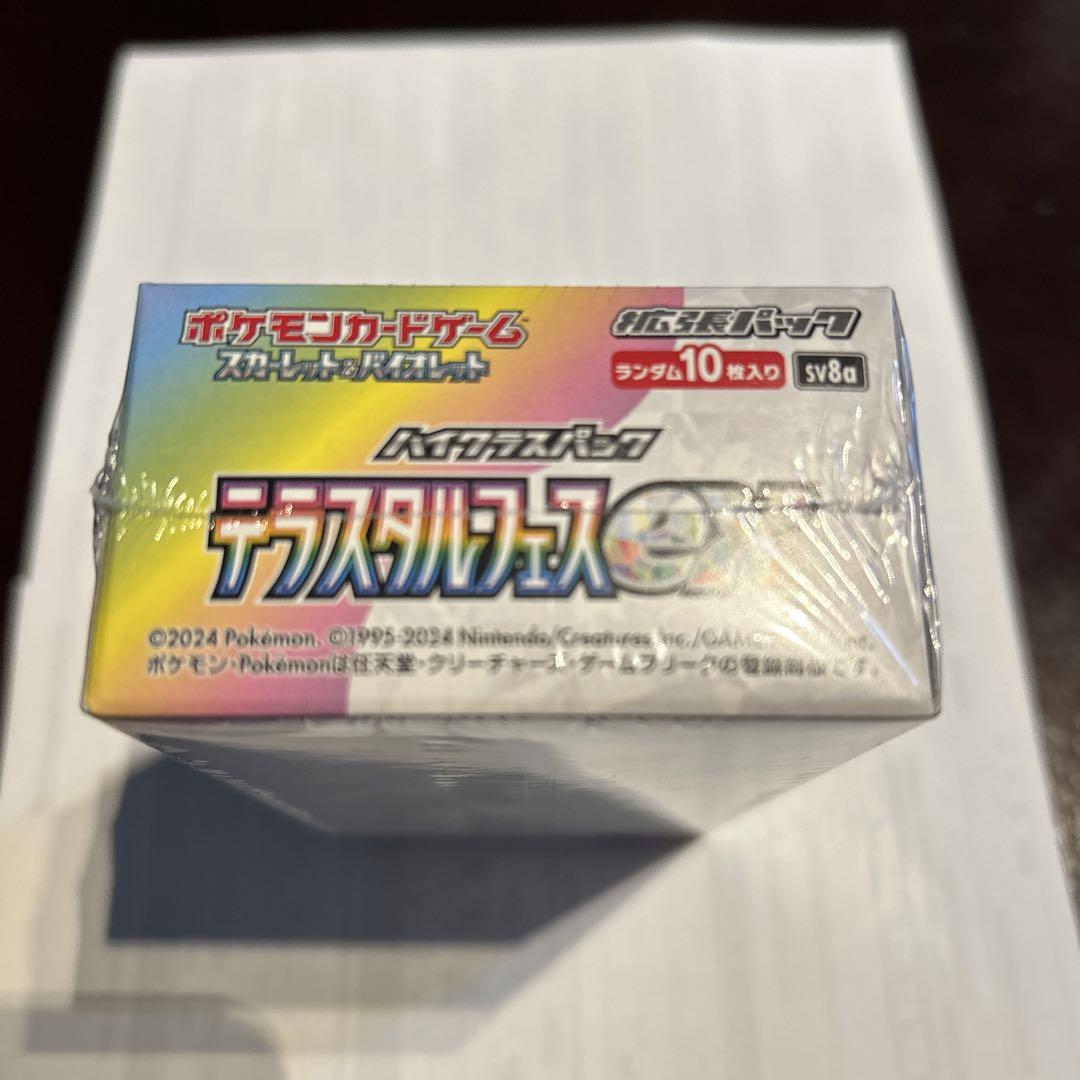 ポケモンカードゲーム
スカーレット&バイオレット
拡張パック
ランダム10枚入り sv8a
ハイクラスパック
テラスタルフェスex
©2024 Pokémon. ©1995-2024 Nintendo/Creatures Inc./GAME
ポケモン・Pokémonは任天堂・クリーチャーズ・ゲームフリークの登録商標です。